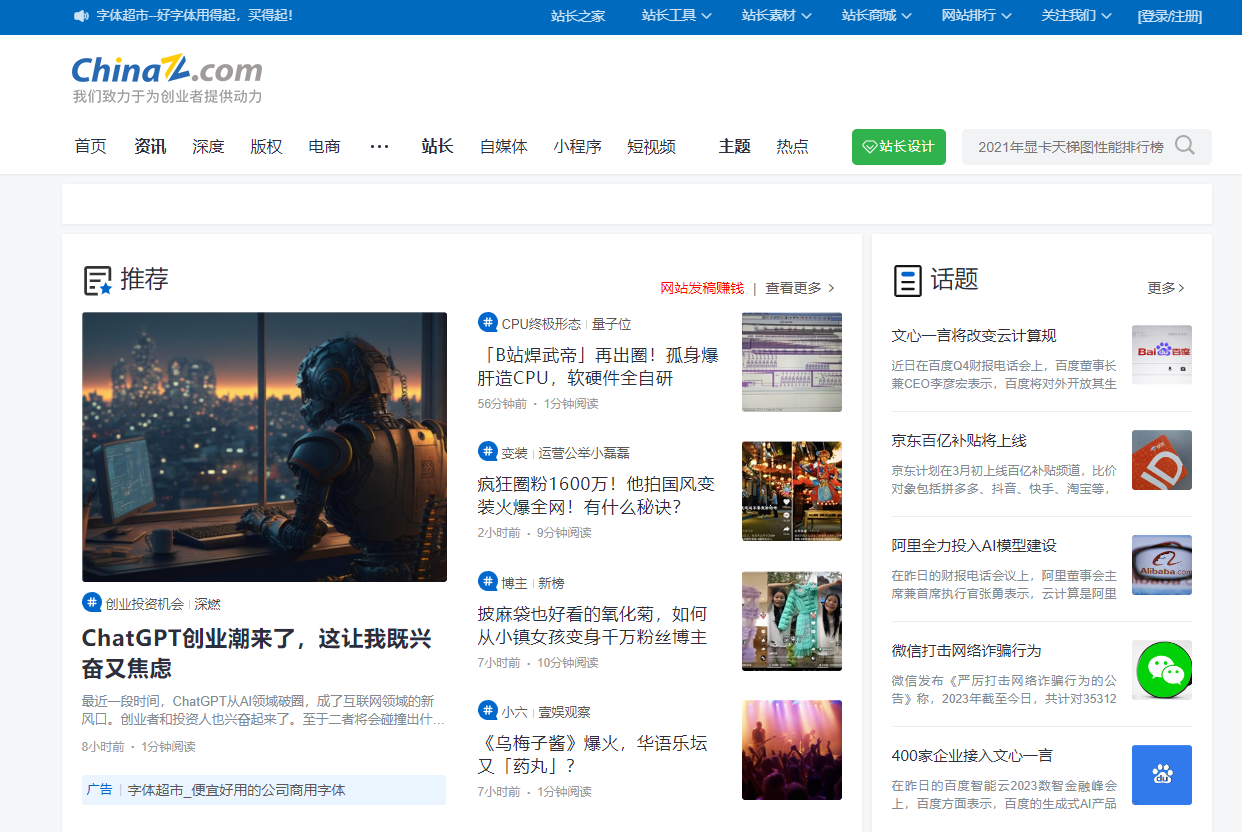 字体超市--好字体用得起，买得起！
站长之家 站长工具 站长素材 站长商城 网站排行 关注我们 [登录/注册]
ChinaZ.com
我们致力于为创业者提供动力
首页 资讯 深度 版权 电商 ··· 站长 自媒体 小程序 短视频 主题 热点 站长设计 2021年显卡天梯图性能排行榜
推荐
网站发稿赚钱 | 查看更多 >
创业投资机会 | 深燃
ChatGPT创业潮来了，这让我既兴
奋又焦虑
最近一段时间，ChatGPT从AI领域破圈，成了互联网领域的新
风口。创业者和投资人也兴奋起来了。至于二者将会碰撞出什...
8小时前 · 1分钟阅读
广告 | 字体超市_便宜好用的公司商用字体
# CPU终极形态 | 量子位
「B站焊武帝」再出圈！孤身爆
肝造CPU，软硬件全自研
56分钟前 · 1分钟阅读
# 变装 | 运营公举小磊磊
疯狂圈粉1600万！他拍国风变
装火爆全网！有什么秘诀？
2小时前 · 9分钟阅读
# 博主 | 新榜
披麻袋也好看的氧化菊，如何
从小镇女孩变身千万粉丝博主
7小时前 · 10分钟阅读
# 小六 | 壹娱观察
《乌梅子酱》爆火，华语乐坛
又「药丸」？
7小时前 · 1分钟阅读
话题
更多 >
文心一言将改变云计算规
近日在百度Q4财报电话会上，百度董事长
兼CEO李彦宏表示，百度将对外开放其生
Bai du 百度
京东百亿补贴将上线
京东计划在3月初上线百亿补贴频道，比价
对象包括拼多多、抖音、快手、淘宝等，
JD
阿里全力投入AI模型建设
在昨日的财报电话会议上，阿里董事会主
席兼首席执行官张勇表示，云计算是阿里
Alibaba.com
微信打击网络诈骗行为
微信发布《严厉打击网络诈骗行为的公
告》称，2023年截至今日，共计对35312
400家企业接入文心一言
在昨日的百度智能云2023数智金融峰会
上，百度方面表示，百度的生成式AI产品
du